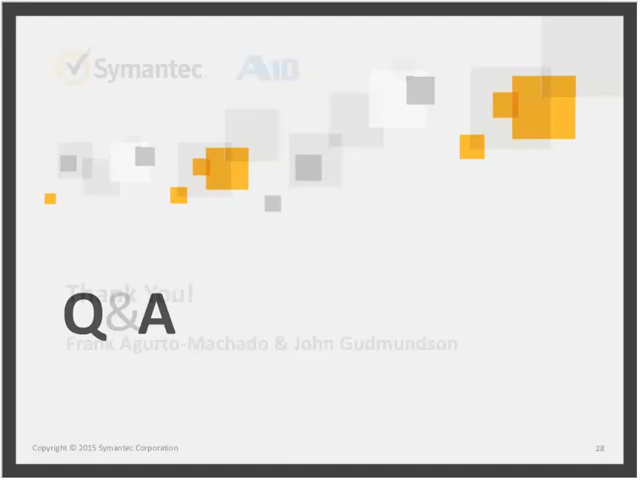 Symantec.
A10
Thank You!
Q&A
Frank Agurto-Machado & John Gudmundson
Copyright © 2015 Symantec Corporation
28